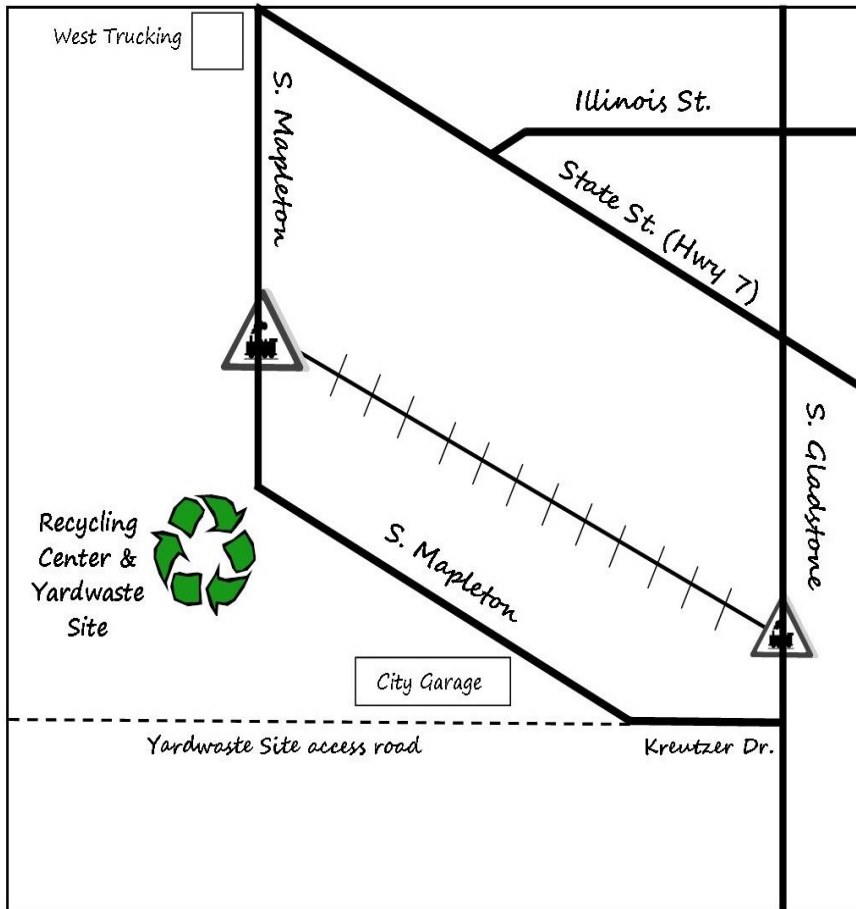 West Trucking
S. Mapleton
Illinois St.
State St. (Hwy 7)
S. Gladstone
Recycling
Center &
Yardwaste
Site
S. Mapleton
City Garage
Yardwaste Site access road
Kreutzer Dr.